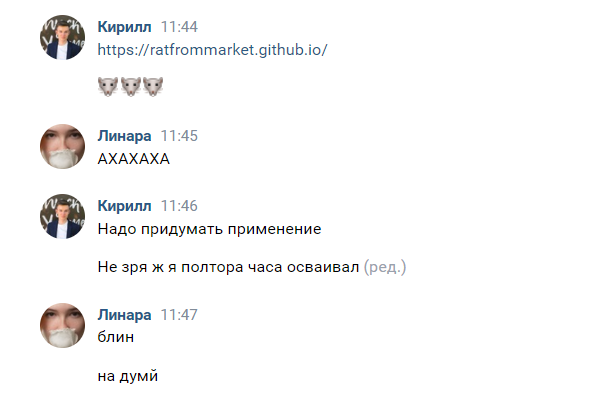 Кирилл 11:44
https://ratfrommarket.github.io/
Линара 11:45
АХАХАХА
Кирилл 11:46
Надо придумать применение
Не зря ж я полтора часа осваивал (ред.)
Линара 11:47
блин
на думй